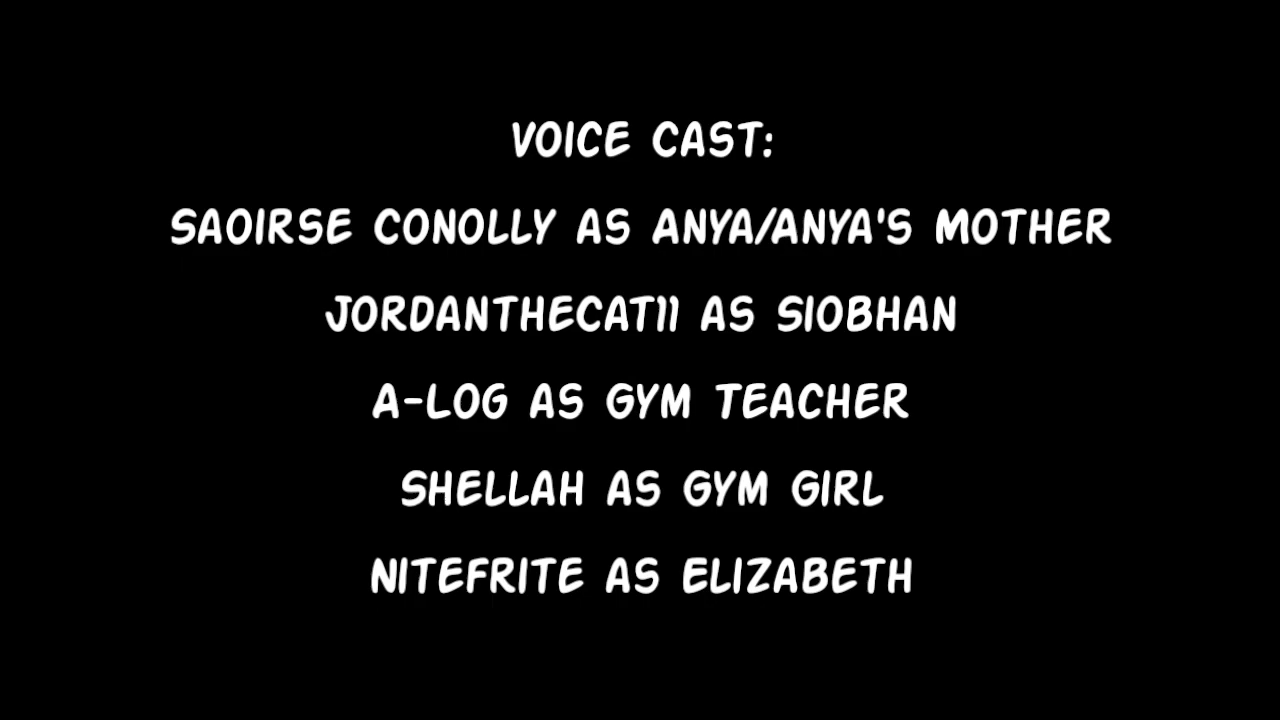 VOICE CAST:
SAOIRSE CONOLLY AS ANYA/ANYA'S MOTHER
JORDANTHECAT11 AS SIOBHAN
A-LOG AS GYM TEACHER
SHELLAH AS GYM GIRL
NITEFRITE AS ELIZABETH